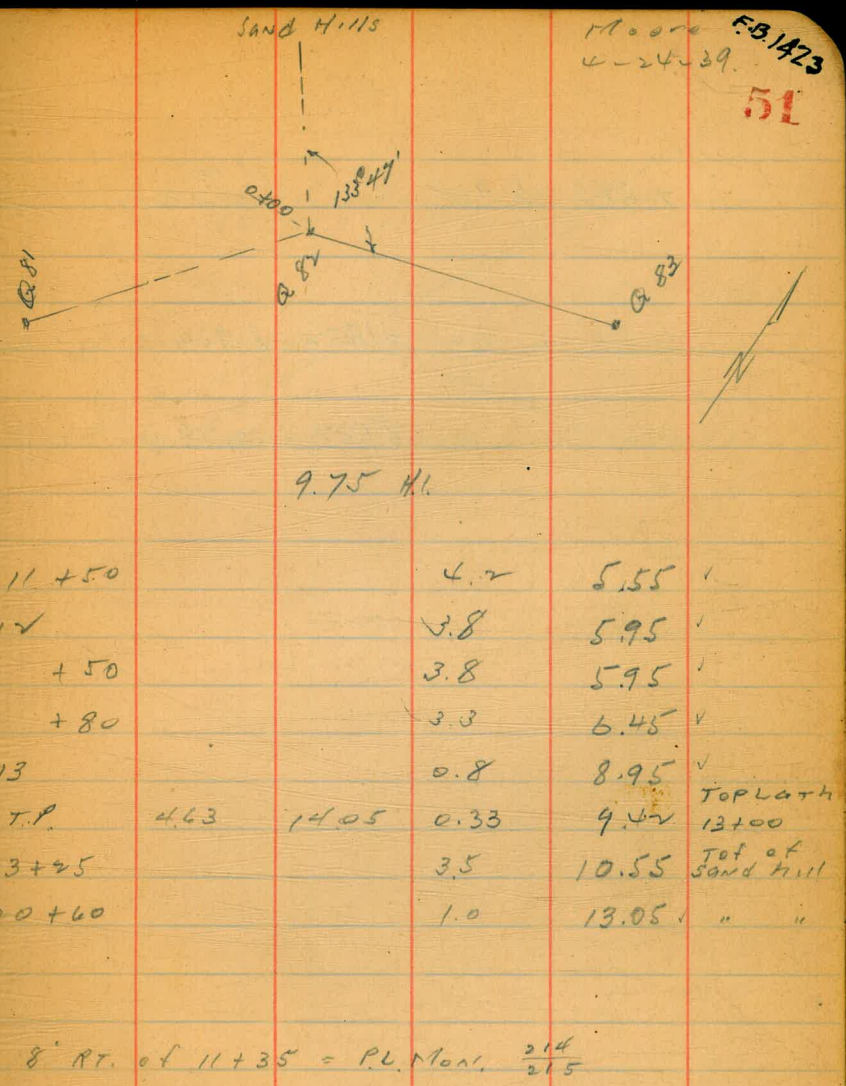 Sand Hills
Moore
F.B.1423
4-24-39.
51
0+00
133°47'
Q 81
Q 82
Q 83
N
9.75 H.I.
11 +50 4.2 5.55 ✓
12 3.8 5.95 ✓
+ 50 3.8 5.95 ✓
+ 80 3.3 6.45 ✓
13 0.8 8.95 ✓
T.P. 4.63 14.05 0.33 9.42 Top Lath 13+00
3+25 3.5 10.55 Top of Sand hill
0+60 1.0 13.05 ✓ " "
8' RT. of 11+35 = P.L. Mon. 214/215